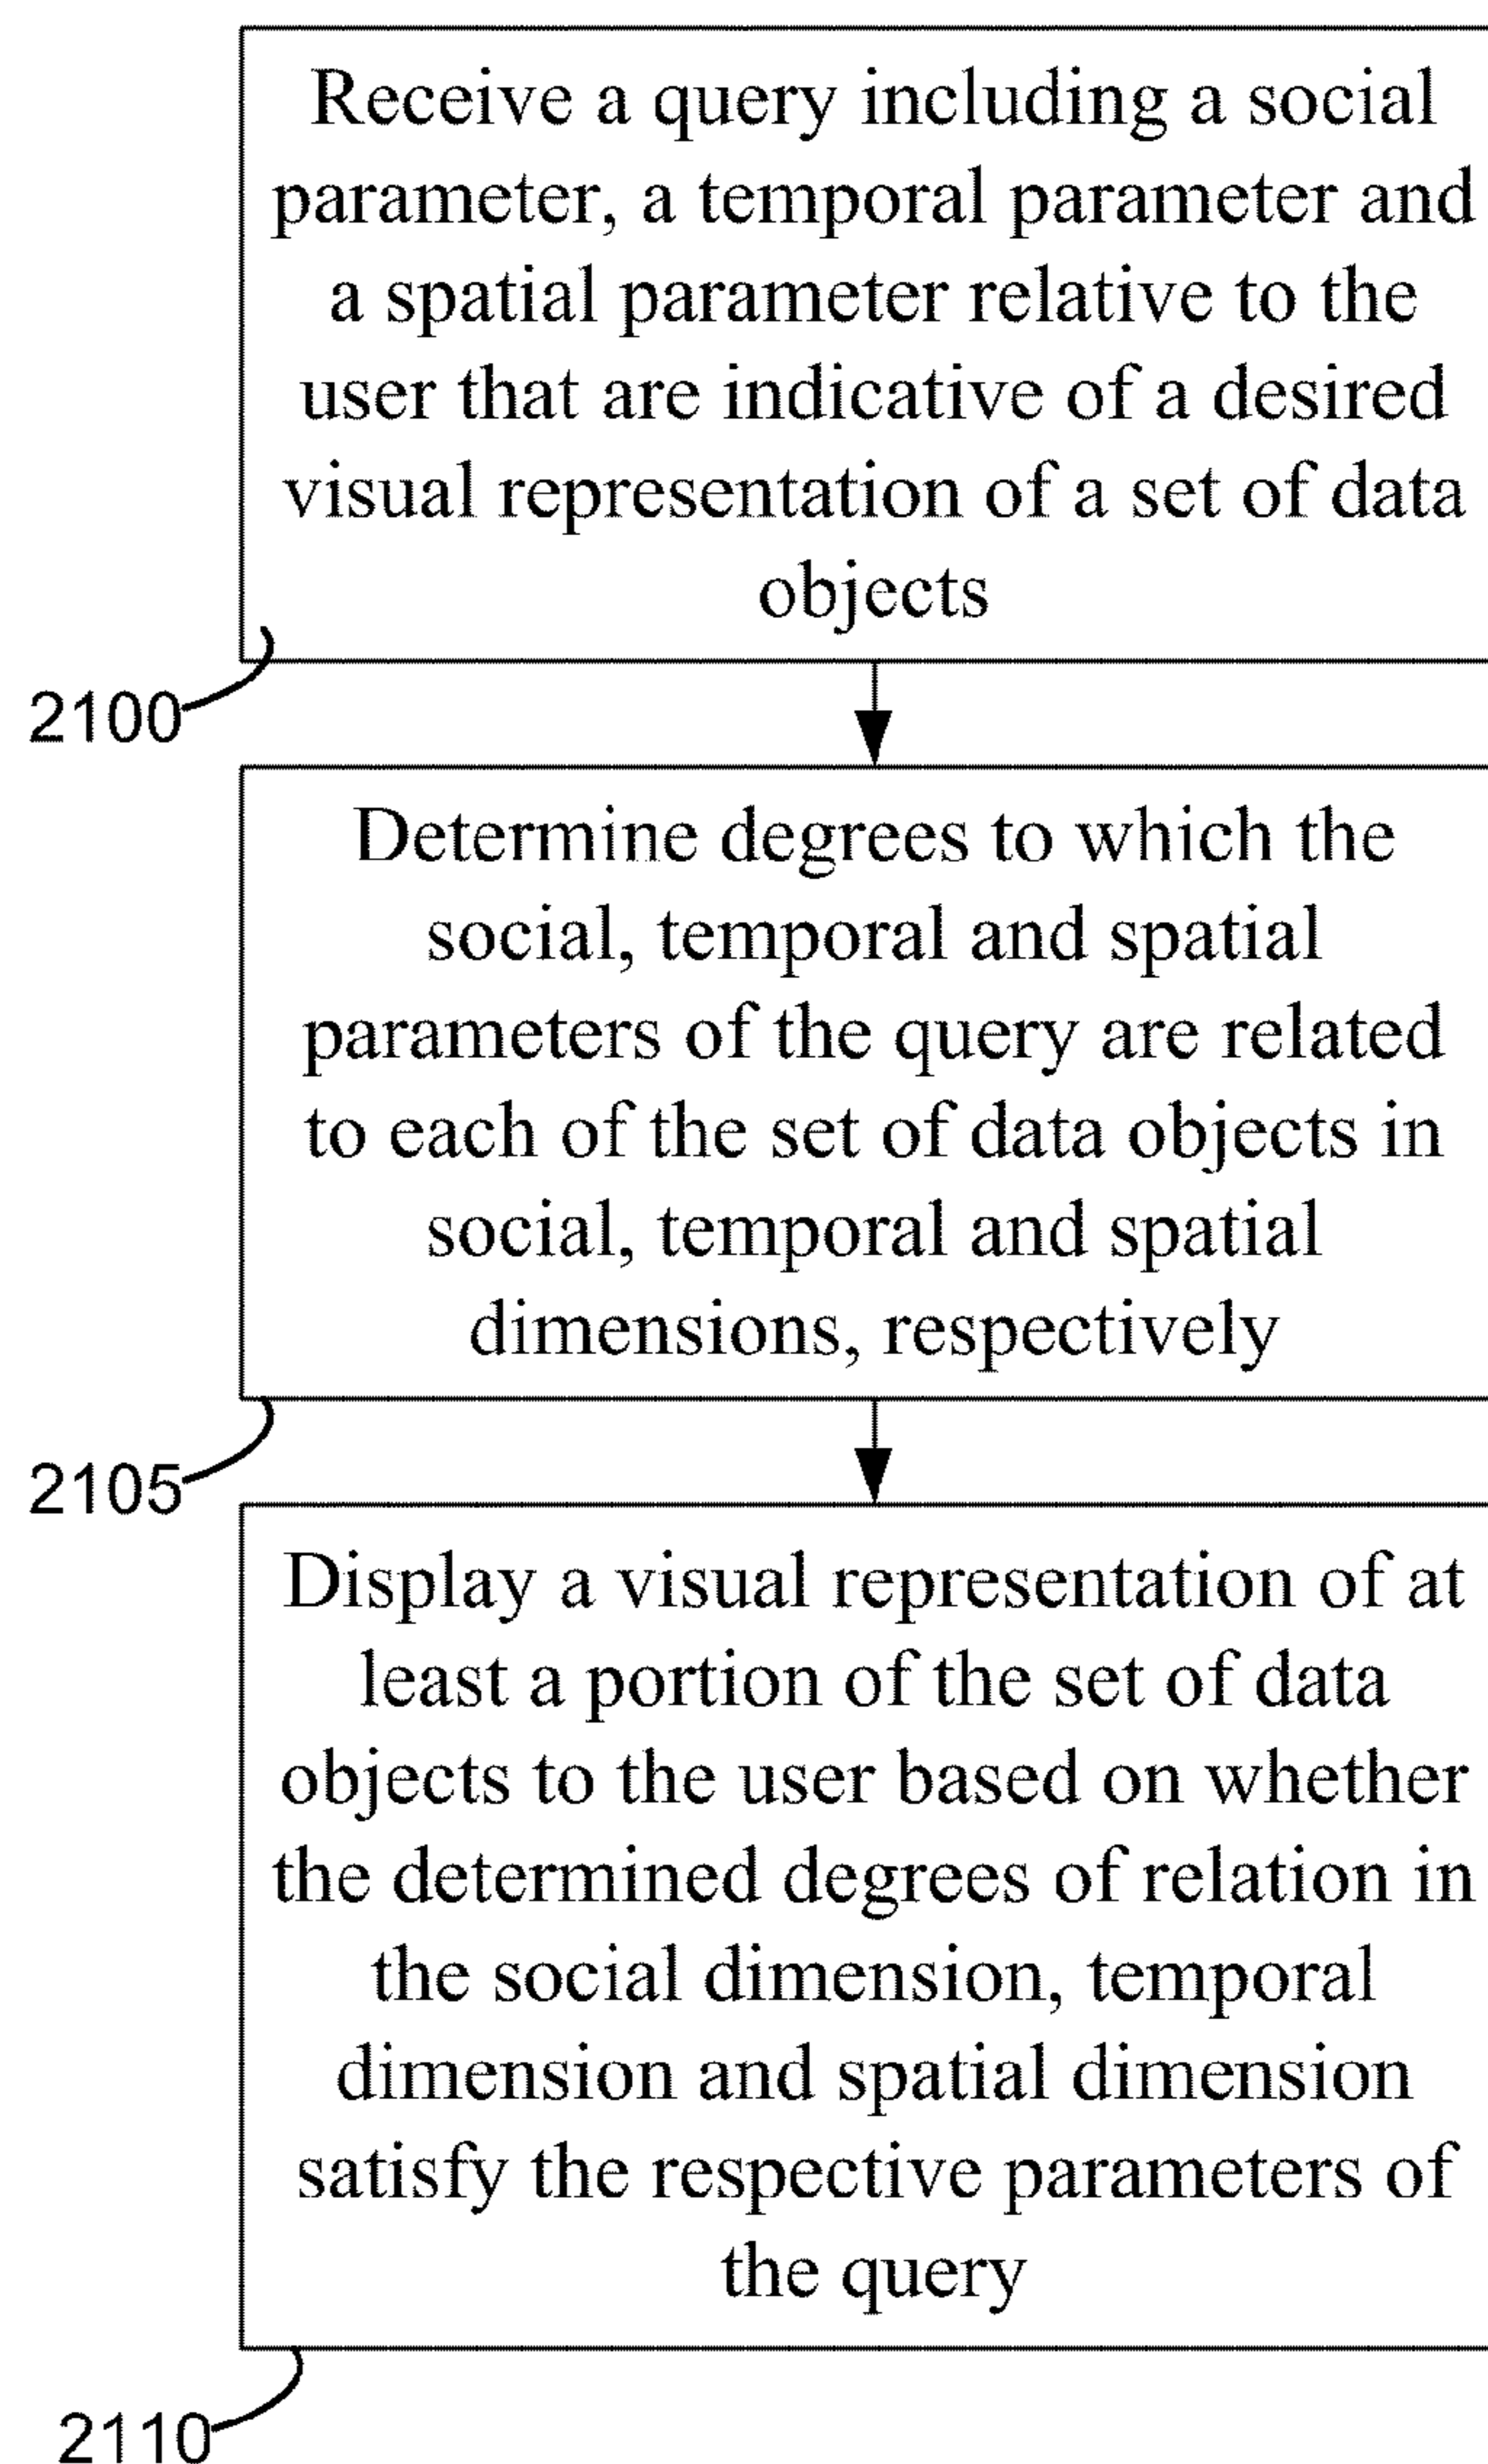 Receive a query including a social
parameter, a temporal parameter and
a spatial parameter relative to the
user that are indicative of a desired
visual representation of a set of data
objects
2100
Determine degrees to which the
social, temporal and spatial
parameters of the query are related
to each of the set of data objects in
social, temporal and spatial
dimensions, respectively
2105
Display a visual representation of at
least a portion of the set of data
objects to the user based on whether
the determined degrees of relation in
the social dimension, temporal
dimension and spatial dimension
satisfy the respective parameters of
the query
2110